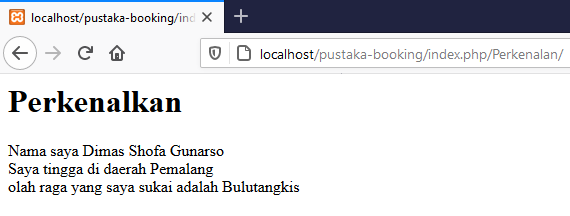 localhost/pustaka-booking/ind
localhost/pustaka-booking/index.php/Perkenalan/
Perkenalkan
Nama saya Dimas Shofa Gunarso
Saya tingga di daerah Pemalang
olah raga yang saya sukai adalah Bulutangkis